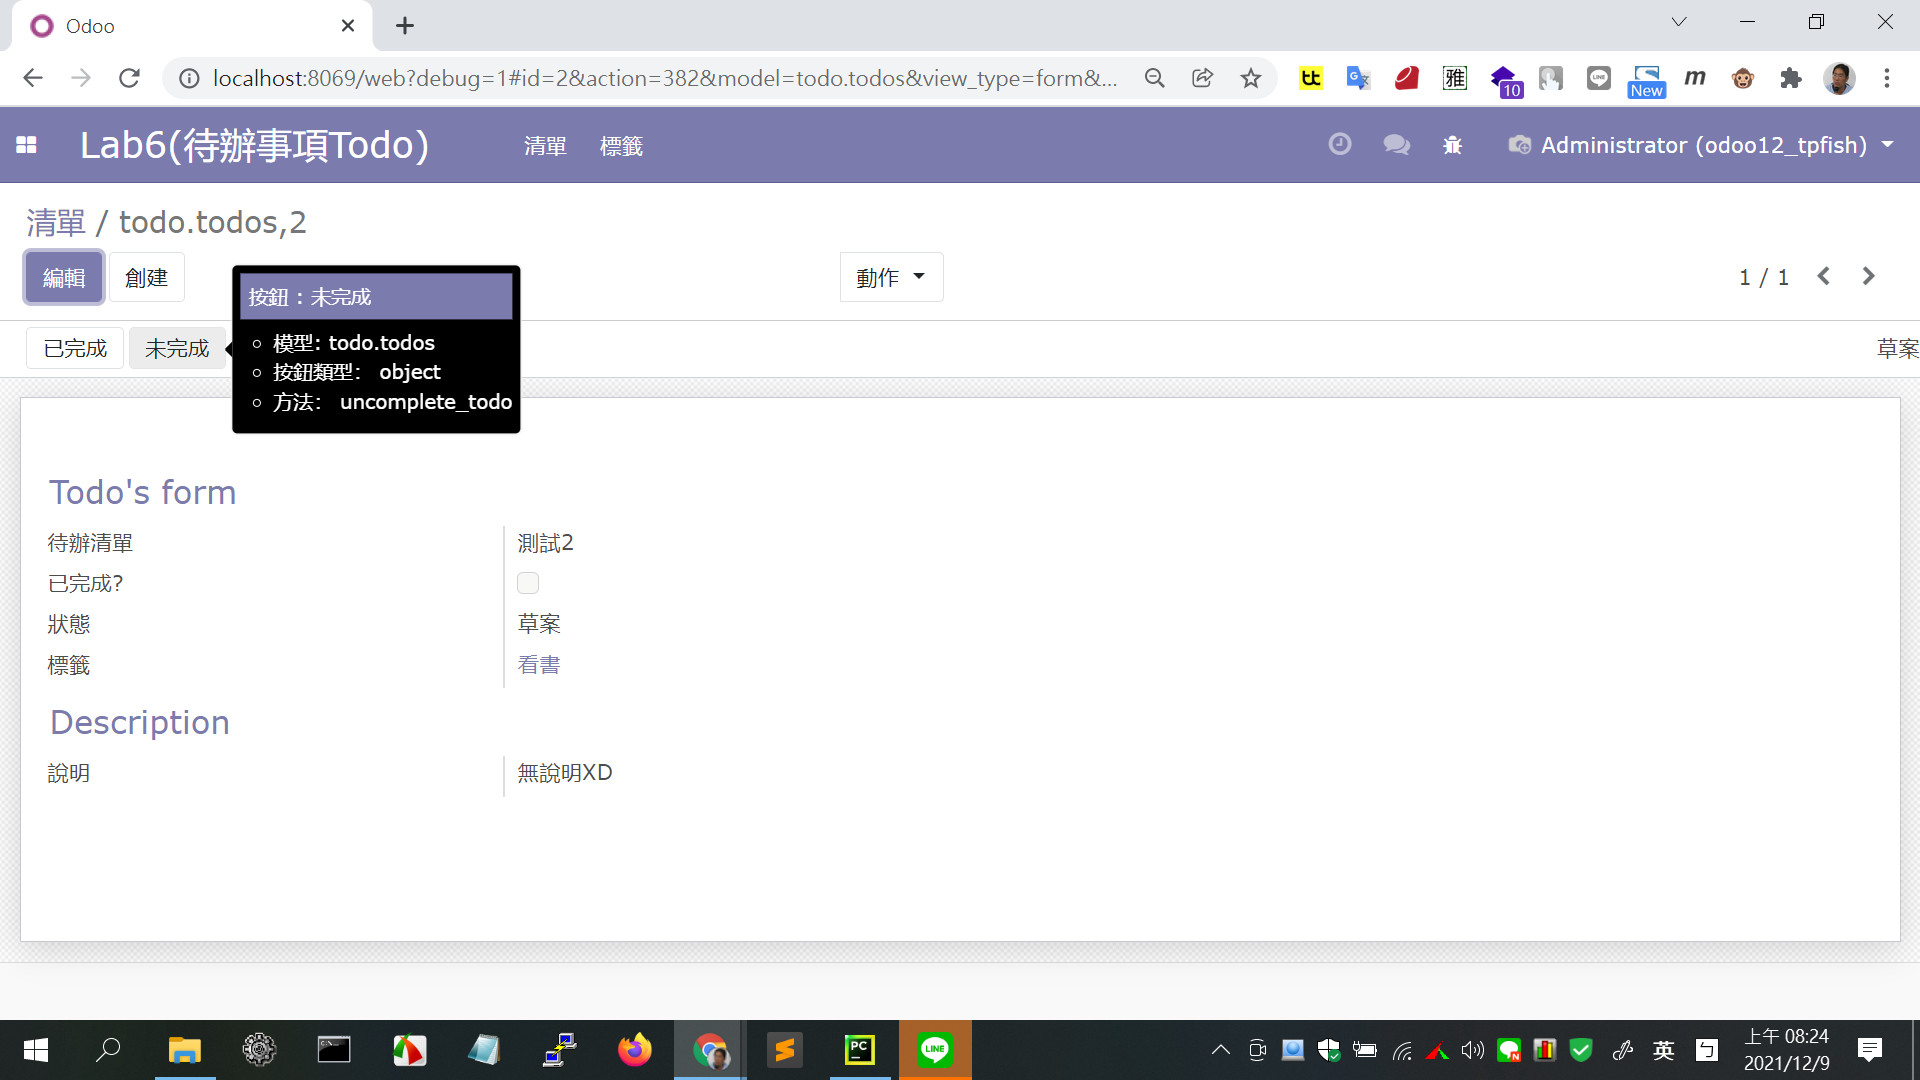 Odoo
localhost:8069/web?debug=1#id=2&action=382&model=todo.todos&view_type=form&...
tt
雅
10
New
m
Lab6(待辦事項Todo)
清單
標籤
Administrator (odoo12_tpfish)
清單 / todo.todos,2
編輯
創建
動作
1 / 1
按鈕：未完成
模型: todo.todos
按鈕類型： object
方法： uncomplete_todo
已完成
未完成
草案
Todo's form
待辦清單
測試2
已完成?
狀態
草案
標籤
看書
Description
說明
無說明XD
PC
LINE
英
上午 08:24
2021/12/9